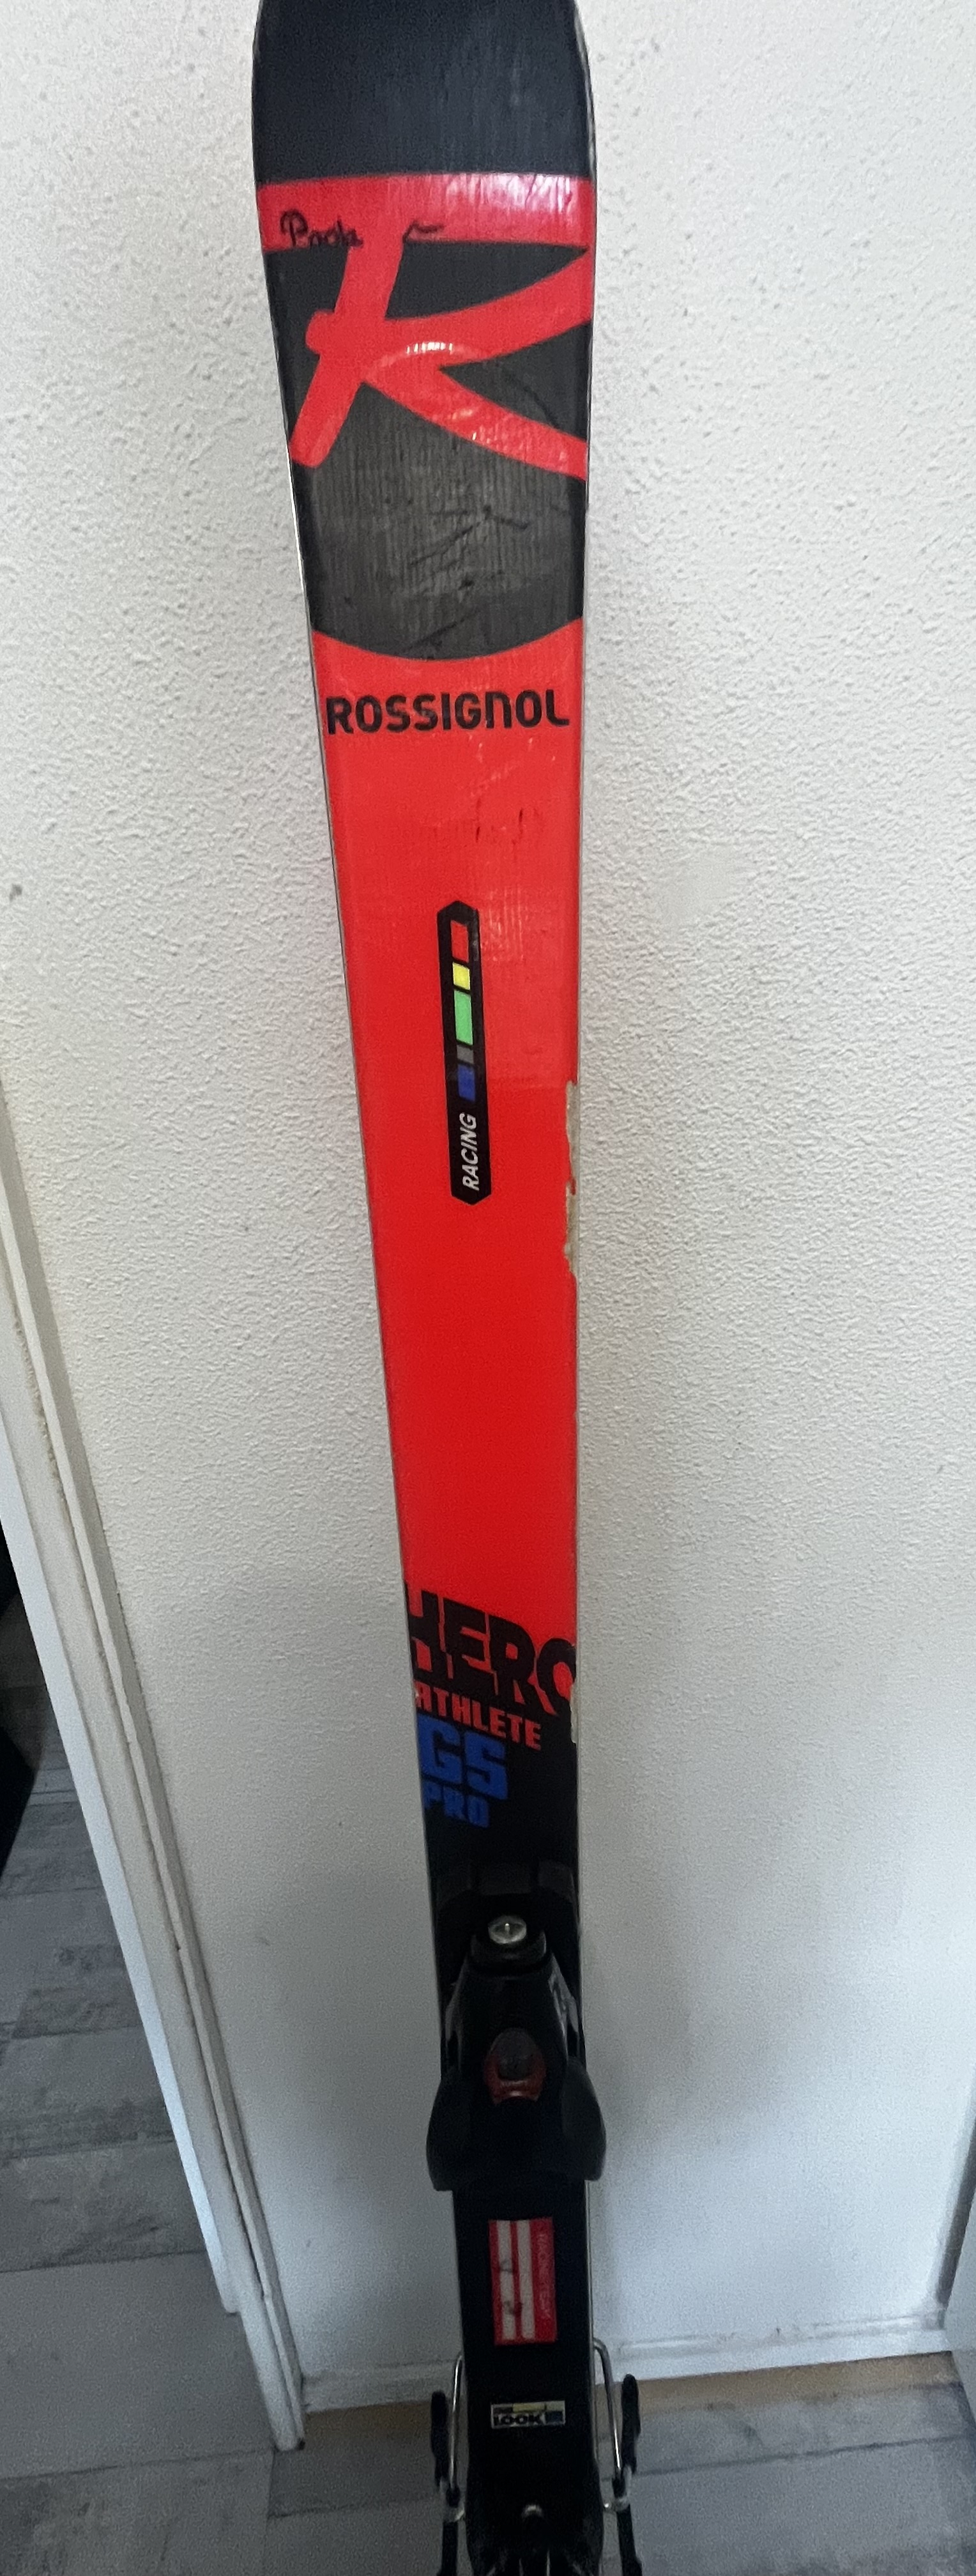 ROSSIGNOL
RACING
HERO
ATHLETE
GS
PRO
LOOK